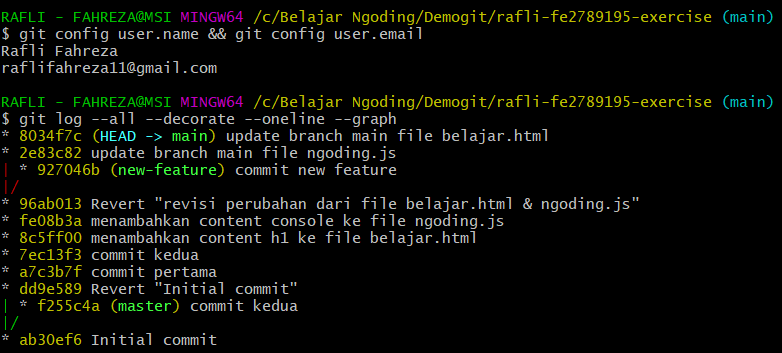 RAFLI - FAHREZA@MSI MINGW64 /c/Belajar Ngoding/Demogit/rafli-fe2789195-exercise (main)
$ git config user.name && git config user.email
Rafli Fahreza
raflifahreza11@gmail.com

RAFLI - FAHREZA@MSI MINGW64 /c/Belajar Ngoding/Demogit/rafli-fe2789195-exercise (main)
$ git log --all --decorate --oneline --graph
* 8034f7c (HEAD -> main) update branch main file belajar.html
* 2e83c82 update branch main file ngoding.js
| * 927046b (new-feature) commit new feature
|/
* 96ab013 Revert "revisi perubahan dari file belajar.html & ngoding.js"
* fe08b3a menambahkan content console ke file ngoding.js
* 8c5ff00 menambahkan content h1 ke file belajar.html
* 7ec13f3 commit kedua
* a7c3b7f commit pertama
* dd9e589 Revert "Initial commit"
| * f255c4a (master) commit kedua
|/
* ab30ef6 Initial commit